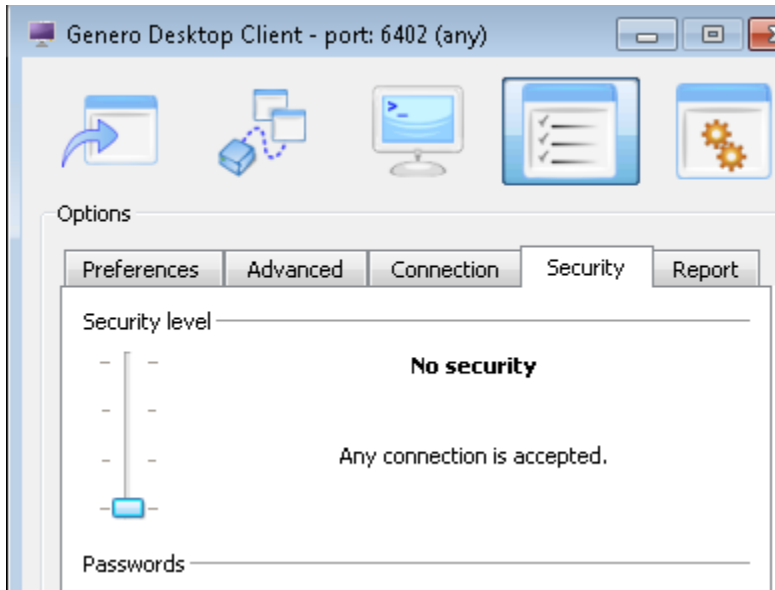 Genero Desktop Client - port: 6402 (any)
>_
Options
Preferences Advanced Connection Security Report
Security level
No security
Any connection is accepted.
Passwords